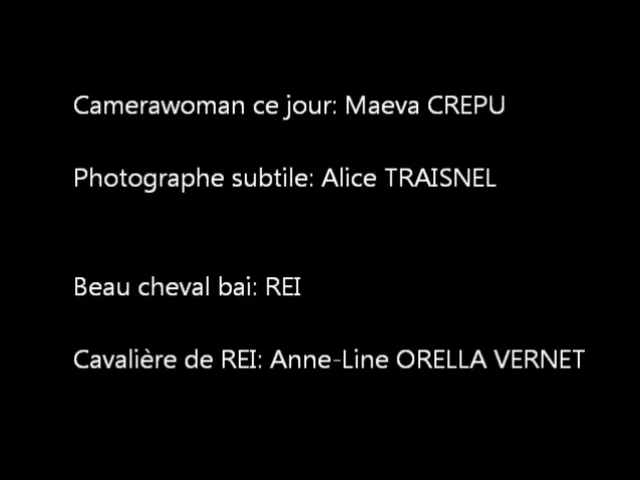 Camerawoman ce jour: Maeva CREPU
Photographe subtile: Alice TRAISNEL
Beau cheval bai: REI
Cavalière de REI: Anne-Line ORELLA VERNET